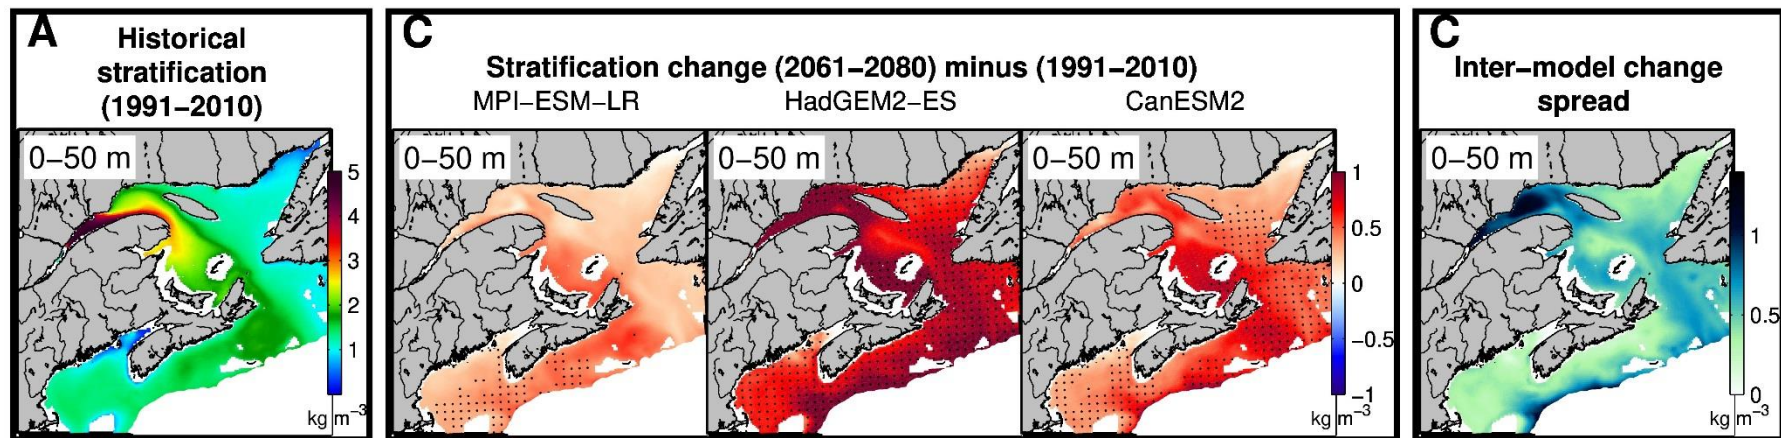 A
Historical
stratification
(1991−2010)
0−50 m
5
4
3
2
1
kg m−3
C
Stratification change (2061−2080) minus (1991−2010)
MPI−ESM−LR
HadGEM2−ES
CanESM2
0−50 m
0−50 m
0−50 m
1
0.5
0
−0.5
−1
kg m−3
C
Inter−model change
spread
0−50 m
1
0.5
0
kg m−3